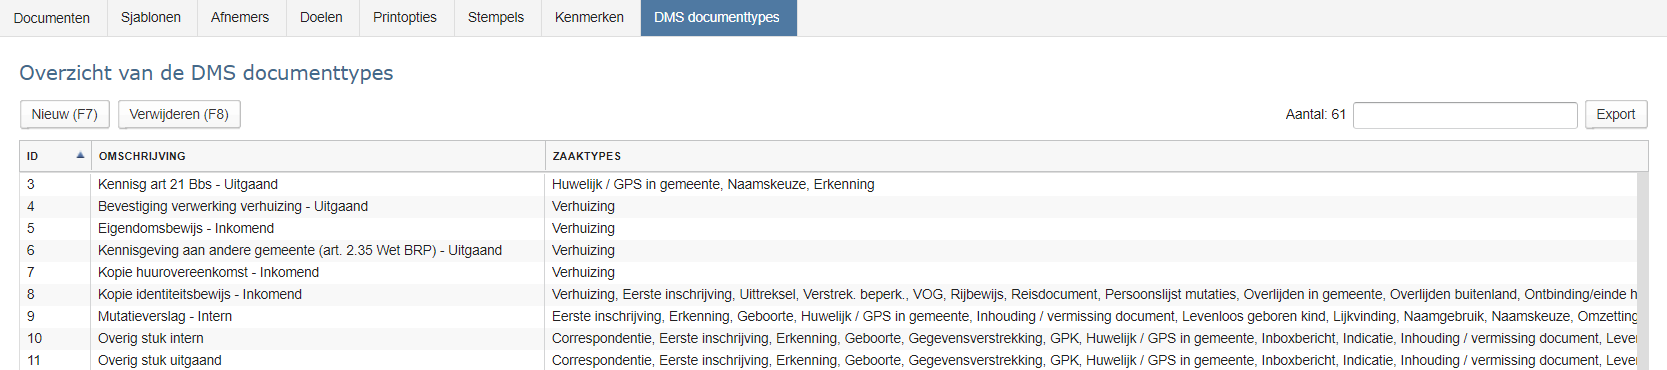 Documenten Sjablonen Afnemers Doelen Printopties Stempels Kenmerken DMS documenttypes
Overzicht van de DMS documenttypes
Nieuw (F7) Verwijderen (F8) Aantal: 61 Export
ID OMSCHRIJVING ZAAKTYPES
3 Kennisg art 21 Bbs - Uitgaand Huwelijk / GPS in gemeente, Naamskeuze, Erkenning
4 Bevestiging verwerking verhuizing - Uitgaand Verhuizing
5 Eigendomsbewijs - Inkomend Verhuizing
6 Kennisgeving aan andere gemeente (art. 2.35 Wet BRP) - Uitgaand Verhuizing
7 Kopie huurovereenkomst - Inkomend Verhuizing
8 Kopie identiteitsbewijs - Inkomend Verhuizing, Eerste inschrijving, Uittreksel, Verstrek. beperk., VOG, Rijbewijs, Reisdocument, Persoonslijst mutaties, Overlijden in gemeente, Overlijden buitenland, Ontbinding/einde h
9 Mutatieverslag - Intern Eerste inschrijving, Erkenning, Geboorte, Huwelijk / GPS in gemeente, Inhouding / vermissing document, Levenloos geboren kind, Lijkvinding, Naamgebruik, Naamskeuze, Omzetting
10 Overig stuk intern Correspondentie, Eerste inschrijving, Erkenning, Geboorte, Gegevensverstrekking, GPK, Huwelijk / GPS in gemeente, Inboxbericht, Indicatie, Inhouding / vermissing document, Lever
11 Overig stuk uitgaand Correspondentie, Eerste inschrijving, Erkenning, Geboorte, Gegevensverstrekking, GPK, Huwelijk / GPS in gemeente, Inboxbericht, Indicatie, Inhouding / vermissing document, Lever